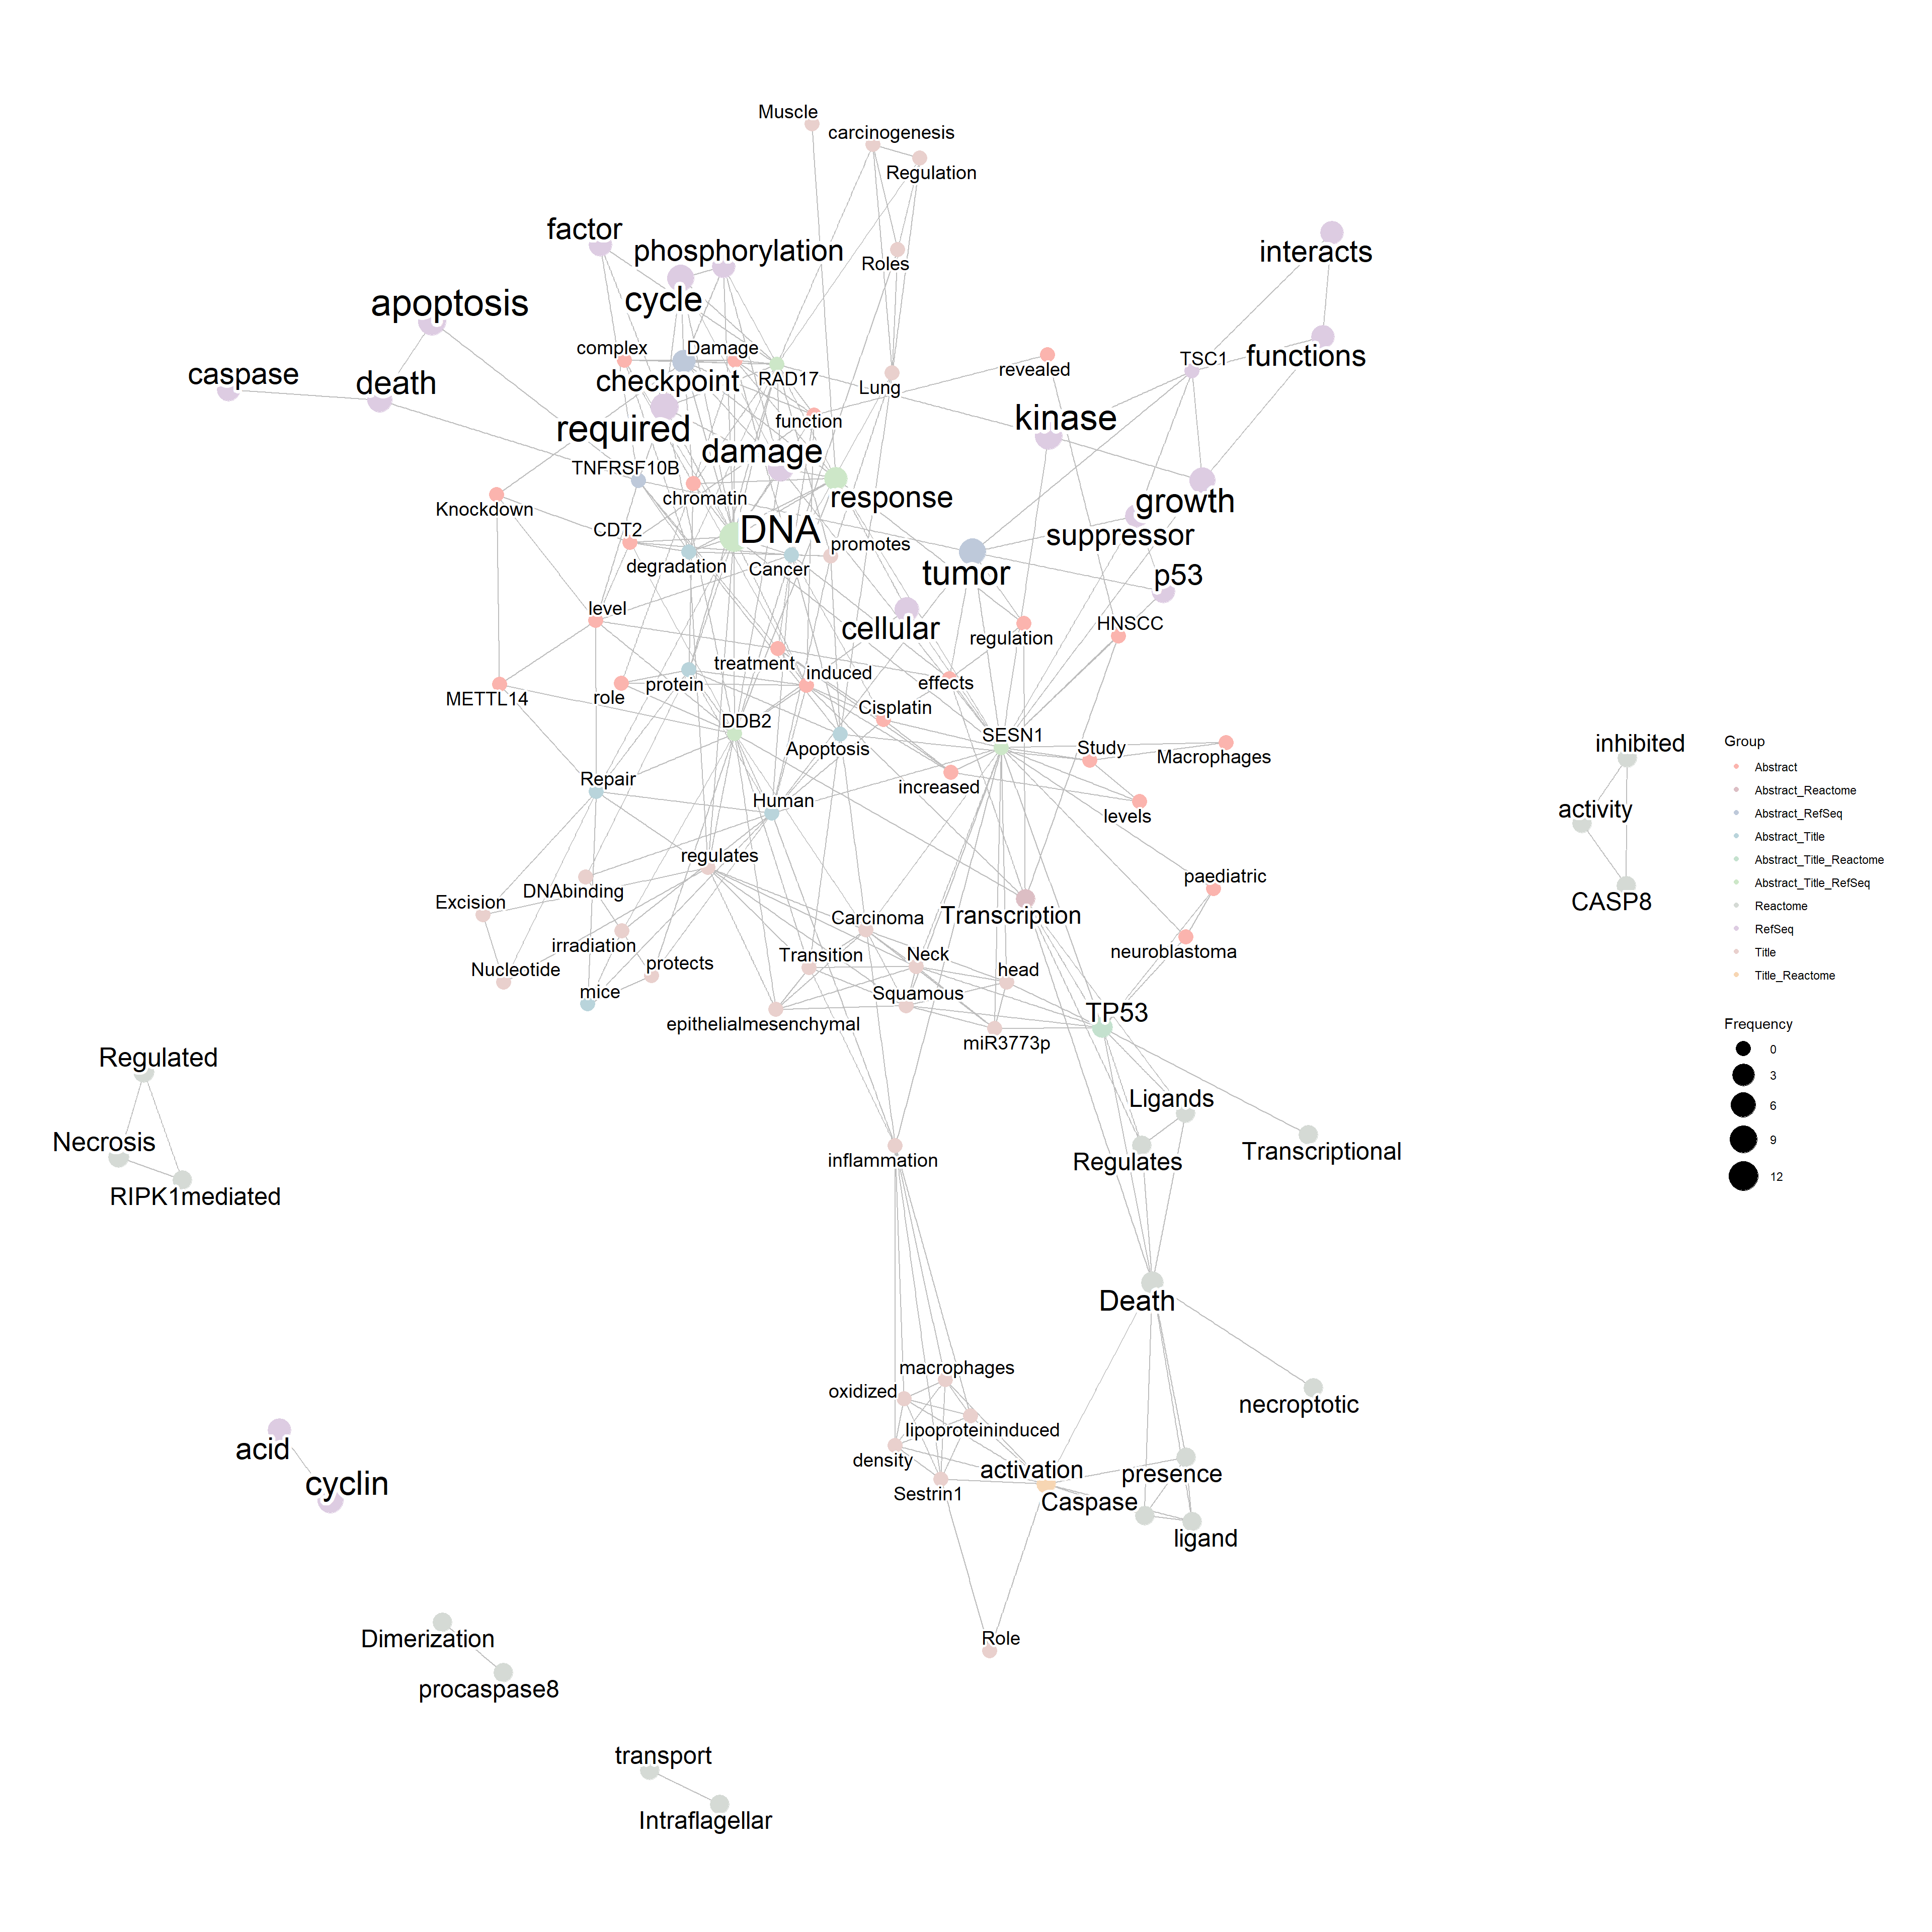 Muscle
carcinogenesis
Regulation
factor
phosphorylation
interacts
Roles
apoptosis
cycle
complex
Damage
TSC1
functions
revealed
caspase
death
checkpoint
RAD17
Lung
function
kinase
required
damage
TNFRSF10B
chromatin
response
growth
Knockdown
CDT2
DNA
suppressor
promotes
degradation
Cancer
tumor
p53
level
cellular
regulation
HNSCC
treatment
induced
effects
METTL14
role
protein
Cisplatin
DDB2
SESN1
Apoptosis
Study
Macrophages
inhibited
Group
Abstract
Repair
increased
Abstract_Reactome
Human
levels
activity
Abstract_RefSeq
Abstract_Title
regulates
Abstract_Title_Reactome
paediatric
DNAbinding
Abstract_Title_RefSeq
Excision
CASP8
Reactome
Carcinoma
Transcription
RefSeq
irradiation
Transition
Neck
neuroblastoma
Title
Nucleotide
protects
head
Title_Reactome
mice
Squamous
epithelialmesenchymal
TP53
Frequency
miR3773p
0
Regulated
3
Ligands
6
Necrosis
Transcriptional
9
inflammation
Regulates
12
RIPK1mediated
Death
macrophages
oxidized
necroptotic
lipoproteininduced
acid
density
activation
presence
cyclin
Sestrin1
Caspase
ligand
Dimerization
Role
procaspase8
transport
Intraflagellar